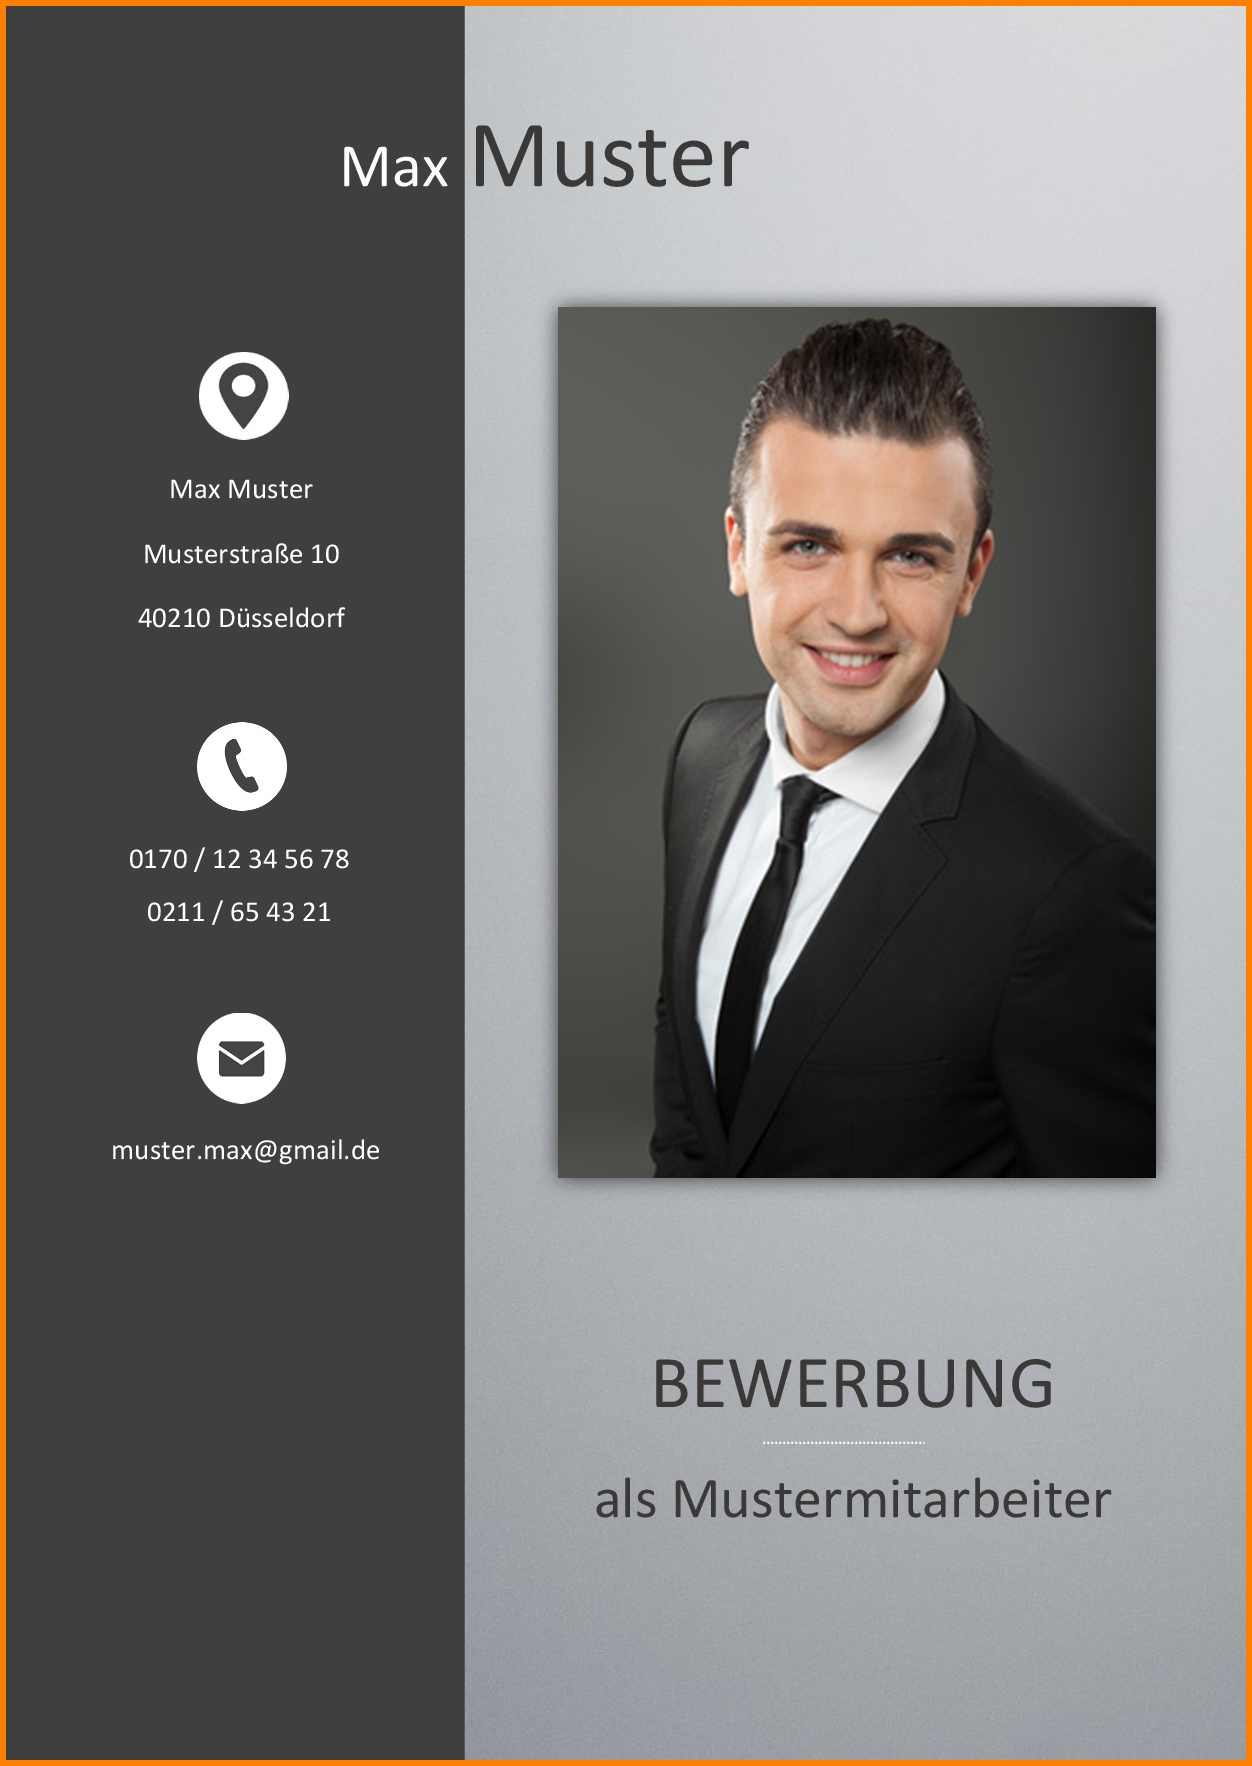 Max Muster
Max Muster
Musterstraße 10
40210 Düsseldorf
0170 / 12 34 56 78
0211 / 65 43 21
muster.max@gmail.de
BEWERBUNG
als Mustermitarbeiter